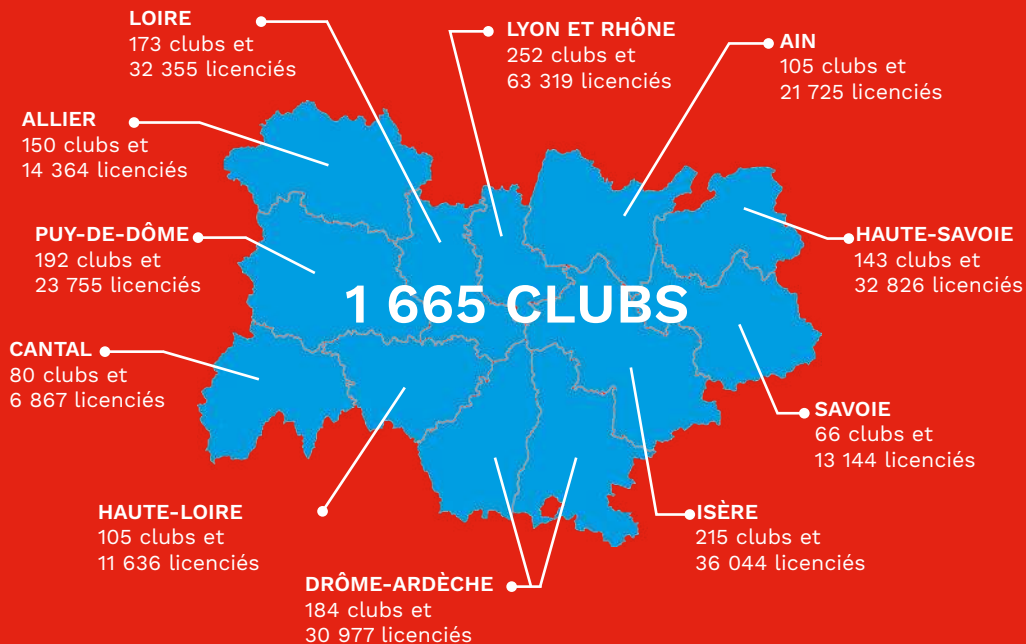 LOIRE
173 clubs et
32 355 licenciés
LYON ET RHÔNE
252 clubs et
63 319 licenciés
AIN
105 clubs et
21 725 licenciés
ALLIER
150 clubs et
14 364 licenciés
PUY-DE-DÔME
192 clubs et
23 755 licenciés
HAUTE-SAVOIE
143 clubs et
32 826 licenciés
1 665 CLUBS
CANTAL
80 clubs et
6 867 licenciés
SAVOIE
66 clubs et
13 144 licenciés
HAUTE-LOIRE
105 clubs et
11 636 licenciés
ISÈRE
215 clubs et
36 044 licenciés
DRÔME-ARDÈCHE
184 clubs et
30 977 licenciés